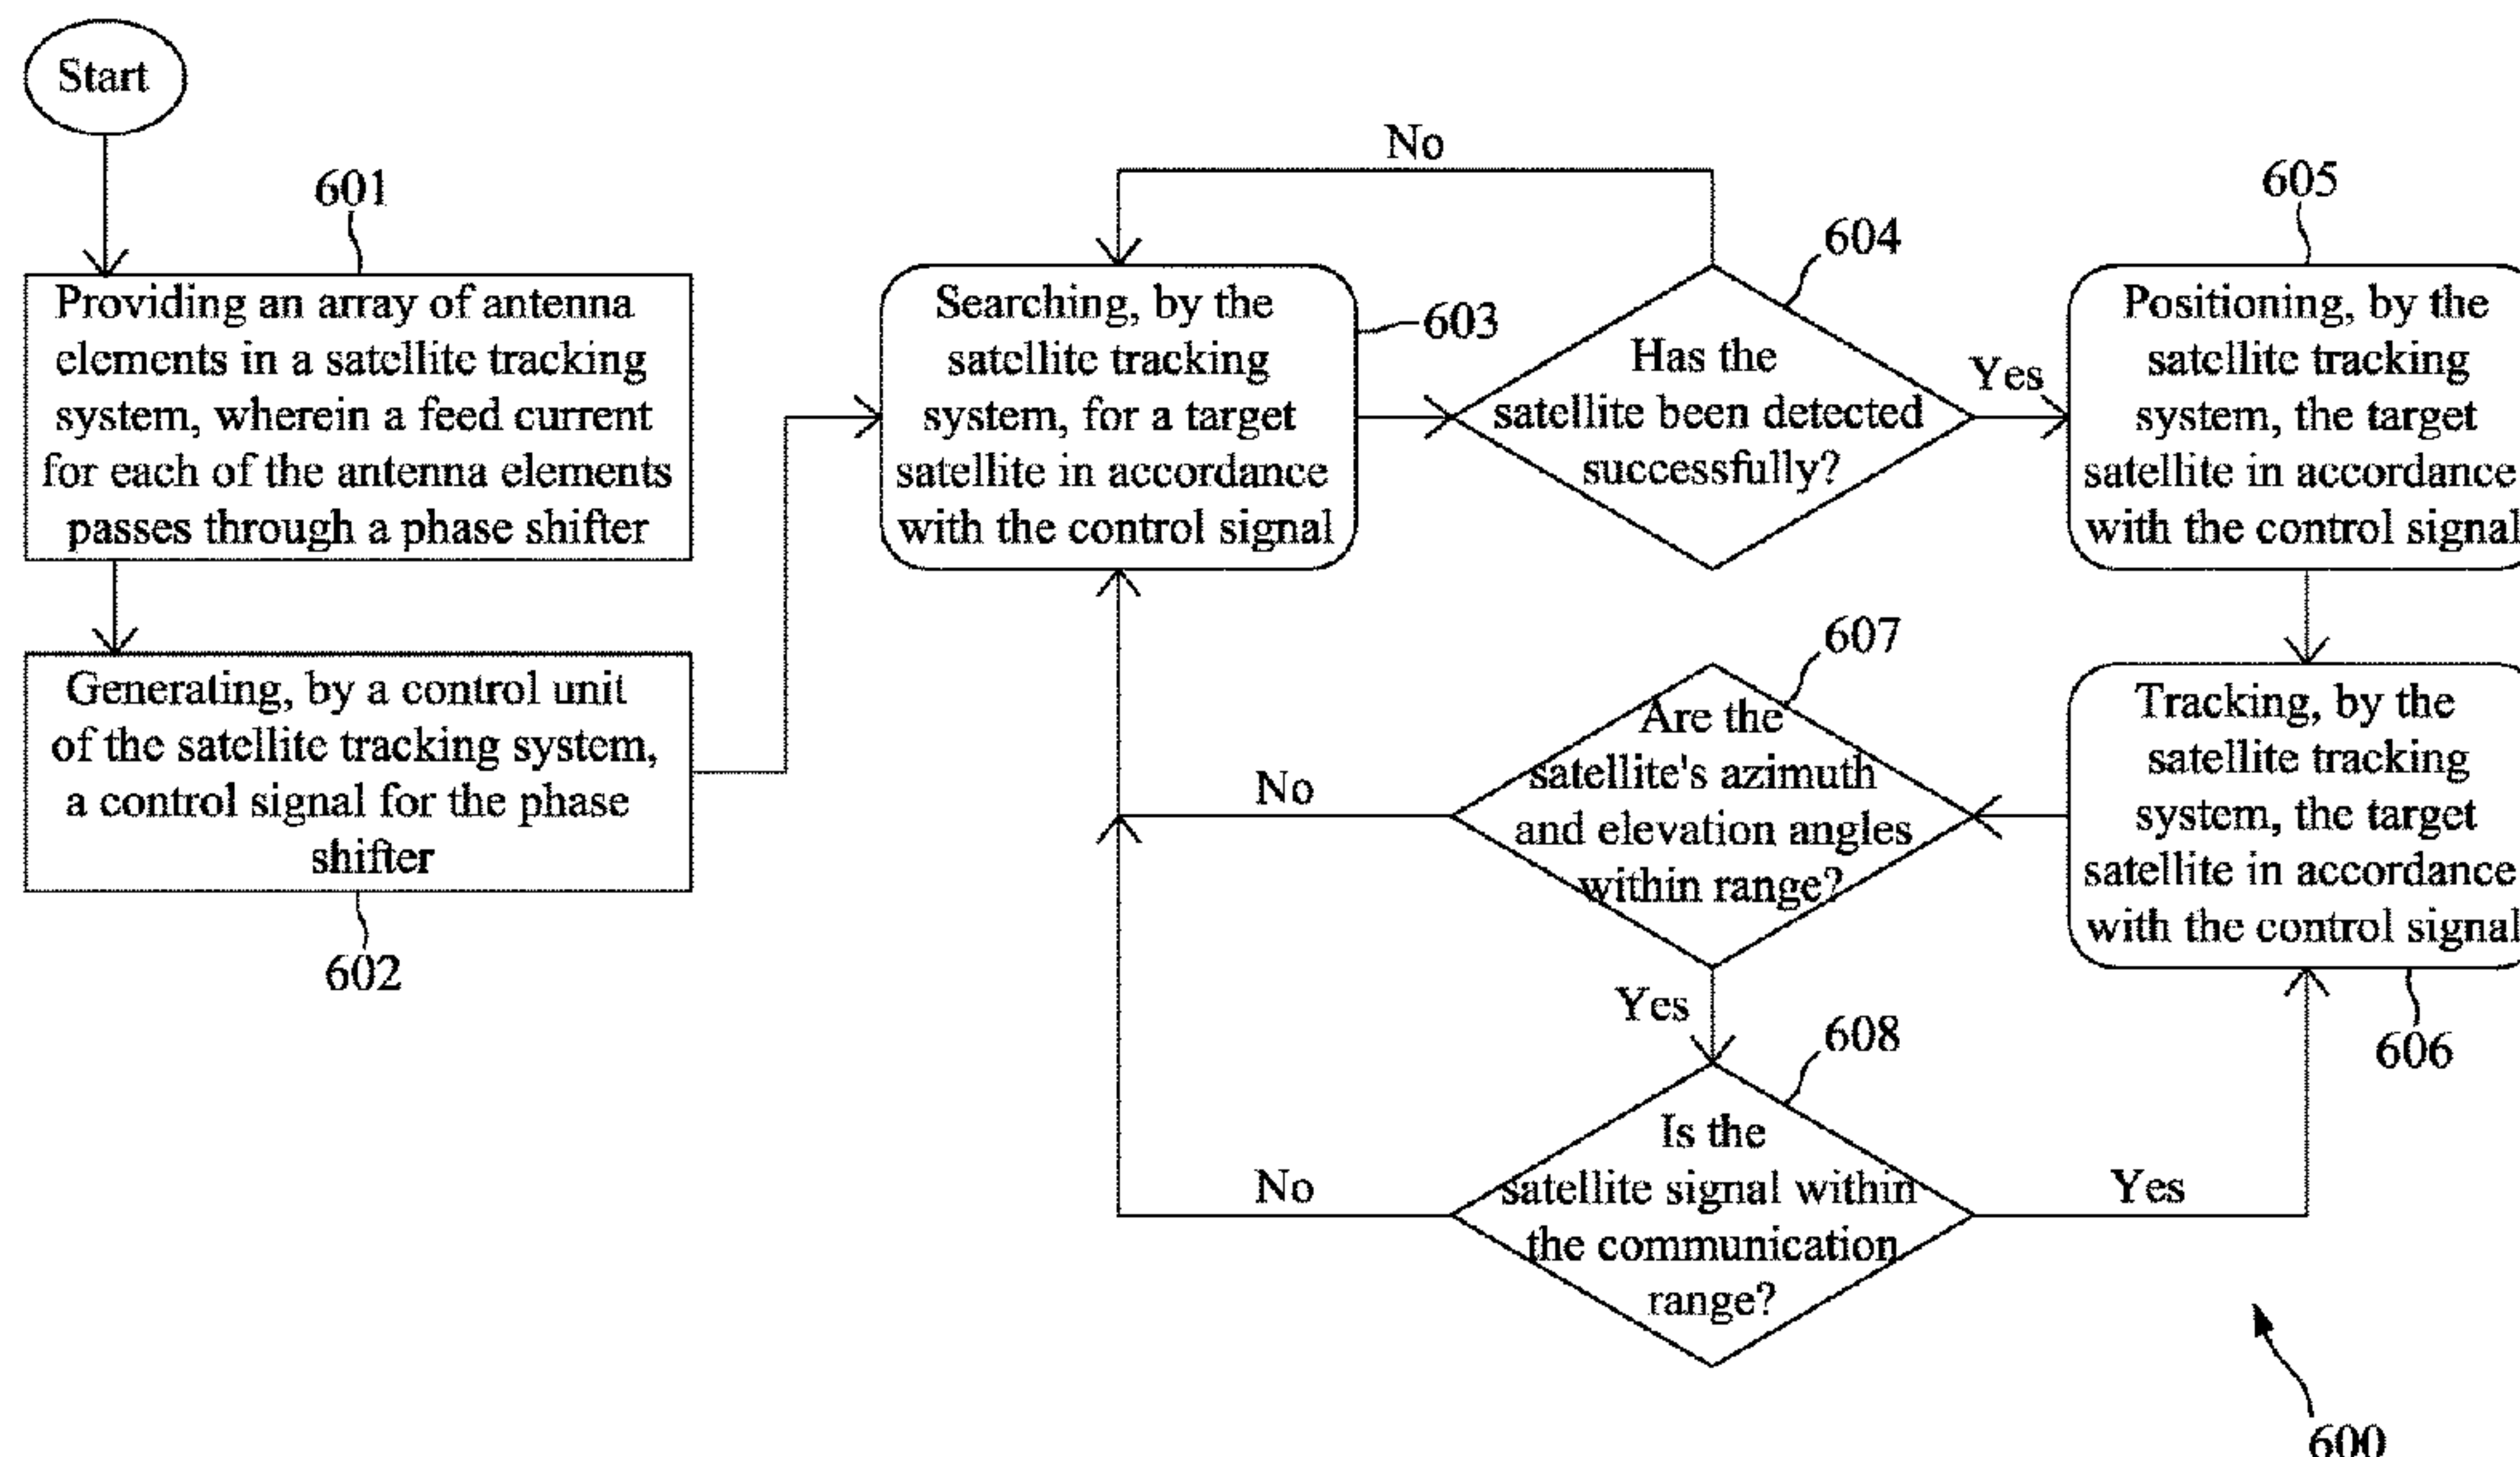 Start
601
Providing an array of antenna
elements in a satellite tracking
system, wherein a feed current
for each of the antenna elements
passes through a phase shifter
Generating, by a control unit
of the satellite tracking system,
a control signal for the phase
shifter
602
No
Searching, by the
satellite tracking
system, for a target
satellite in accordance
with the control signal
603
604
Has the
satellite been detected
successfully?
Yes
605
Positioning, by the
satellite tracking
system, the target
satellite in accordance
with the control signal
Tracking, by the
satellite tracking
system, the target
satellite in accordance
with the control signal
606
607
Are the
satellite's azimuth
and elevation angles
within range?
No
Yes
608
Is the
satellite signal within
the communication
range?
No
Yes
600